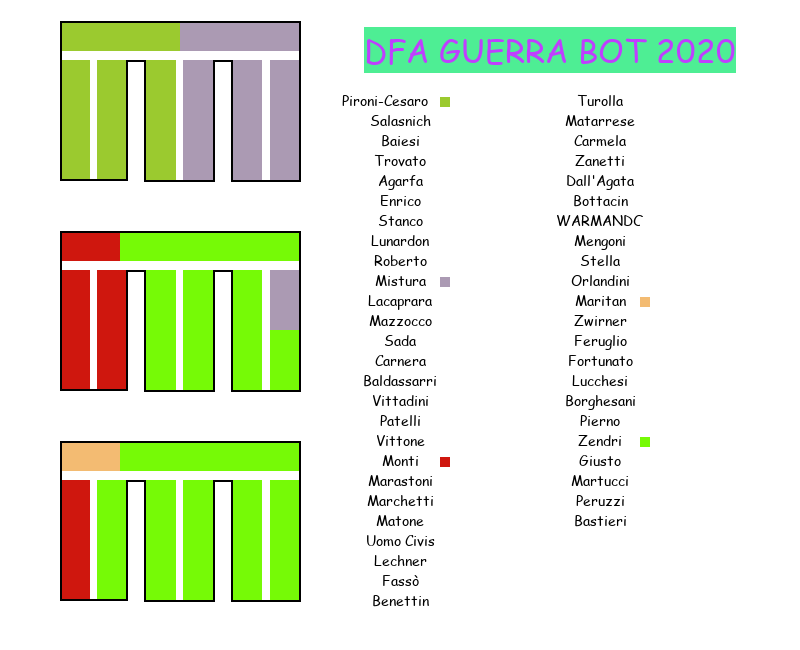 DFA GUERRA BOT 2020
Pironi-Cesaro
Salasnich
Baiesi
Trovato
Agarfa
Enrico
Stanco
Lunardon
Roberto
Mistura
Lacaprara
Mazzocco
Sada
Carnera
Baldassarri
Vittadini
Patelli
Vittone
Monti
Marastoni
Marchetti
Matone
Uomo Civis
Lechner
Fassò
Benettin
Turolla
Matarrese
Carmela
Zanetti
Dall'Agata
Bottacin
WARMANDC
Mengoni
Stella
Orlandini
Maritan
Zwirner
Feruglio
Fortunato
Lucchesi
Borghesani
Pierno
Zendri
Giusto
Martucci
Peruzzi
Bastieri